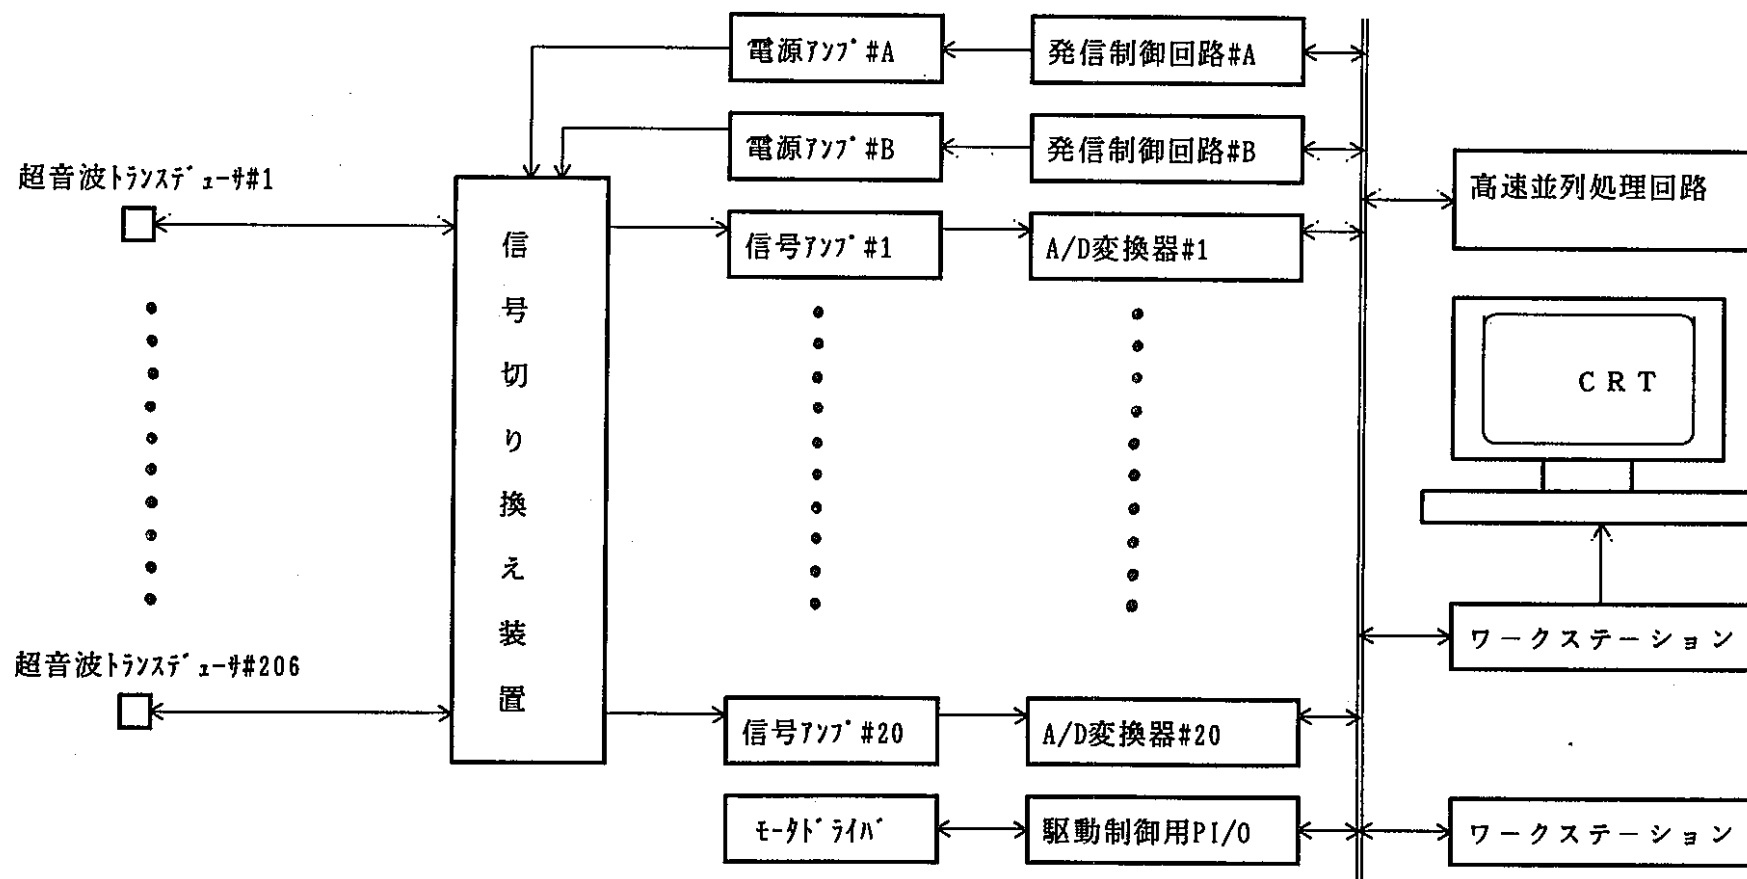 電源ｱﾝﾌﾟ#A
発信制御回路#A
電源ｱﾝﾌﾟ#B
発信制御回路#B
超音波ﾄﾗﾝｽﾃﾞｭｰｻ#1
高速並列処理回路
信号切り換え装置
信号ｱﾝﾌﾟ#1
A/D変換器#1
CRT
超音波ﾄﾗﾝｽﾃﾞｭｰｻ#206
ワークステーション
信号ｱﾝﾌﾟ#20
A/D変換器#20
ﾓｰﾀﾄﾞﾗｲﾊﾞ
駆動制御用PI/O
ワークステーション